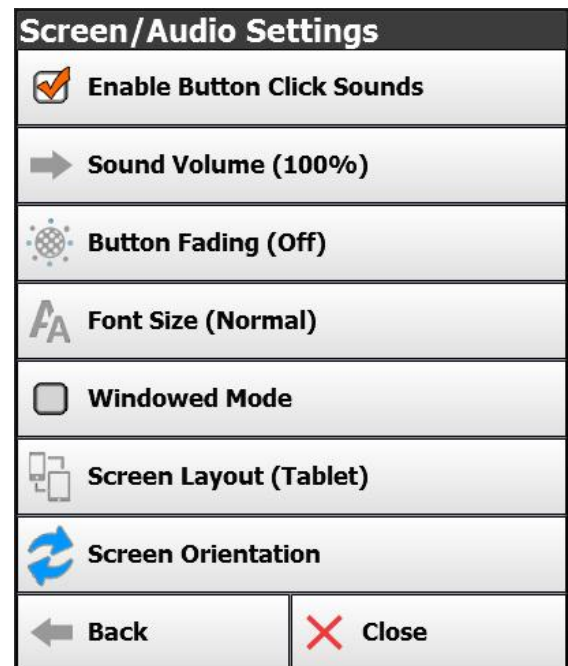 Screen/Audio Settings
Enable Button Click Sounds
Sound Volume (100%)
Button Fading (Off)
Font Size (Normal)
Windowed Mode
Screen Layout (Tablet)
Screen Orientation
Back
Close